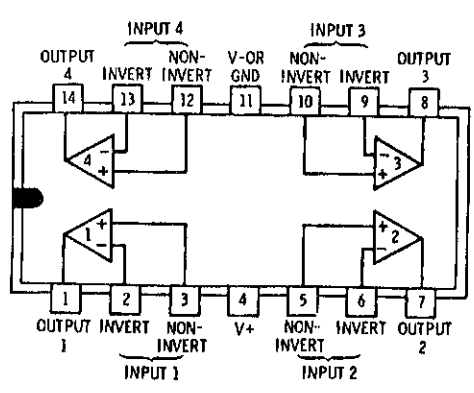 INPUT 4
INPUT 3
OUTPUT 4
INVERT
NON-INVERT
V-OR GND
NON-INVERT
INVERT
OUTPUT 3
14
13
12
11
10
9
8
4
-
+
-
+
3
1
+
-
+
-
2
1
2
3
4
5
6
7
OUTPUT 1
INVERT
NON-INVERT
V+
NON-INVERT
INVERT
OUTPUT 2
INPUT 1
INPUT 2